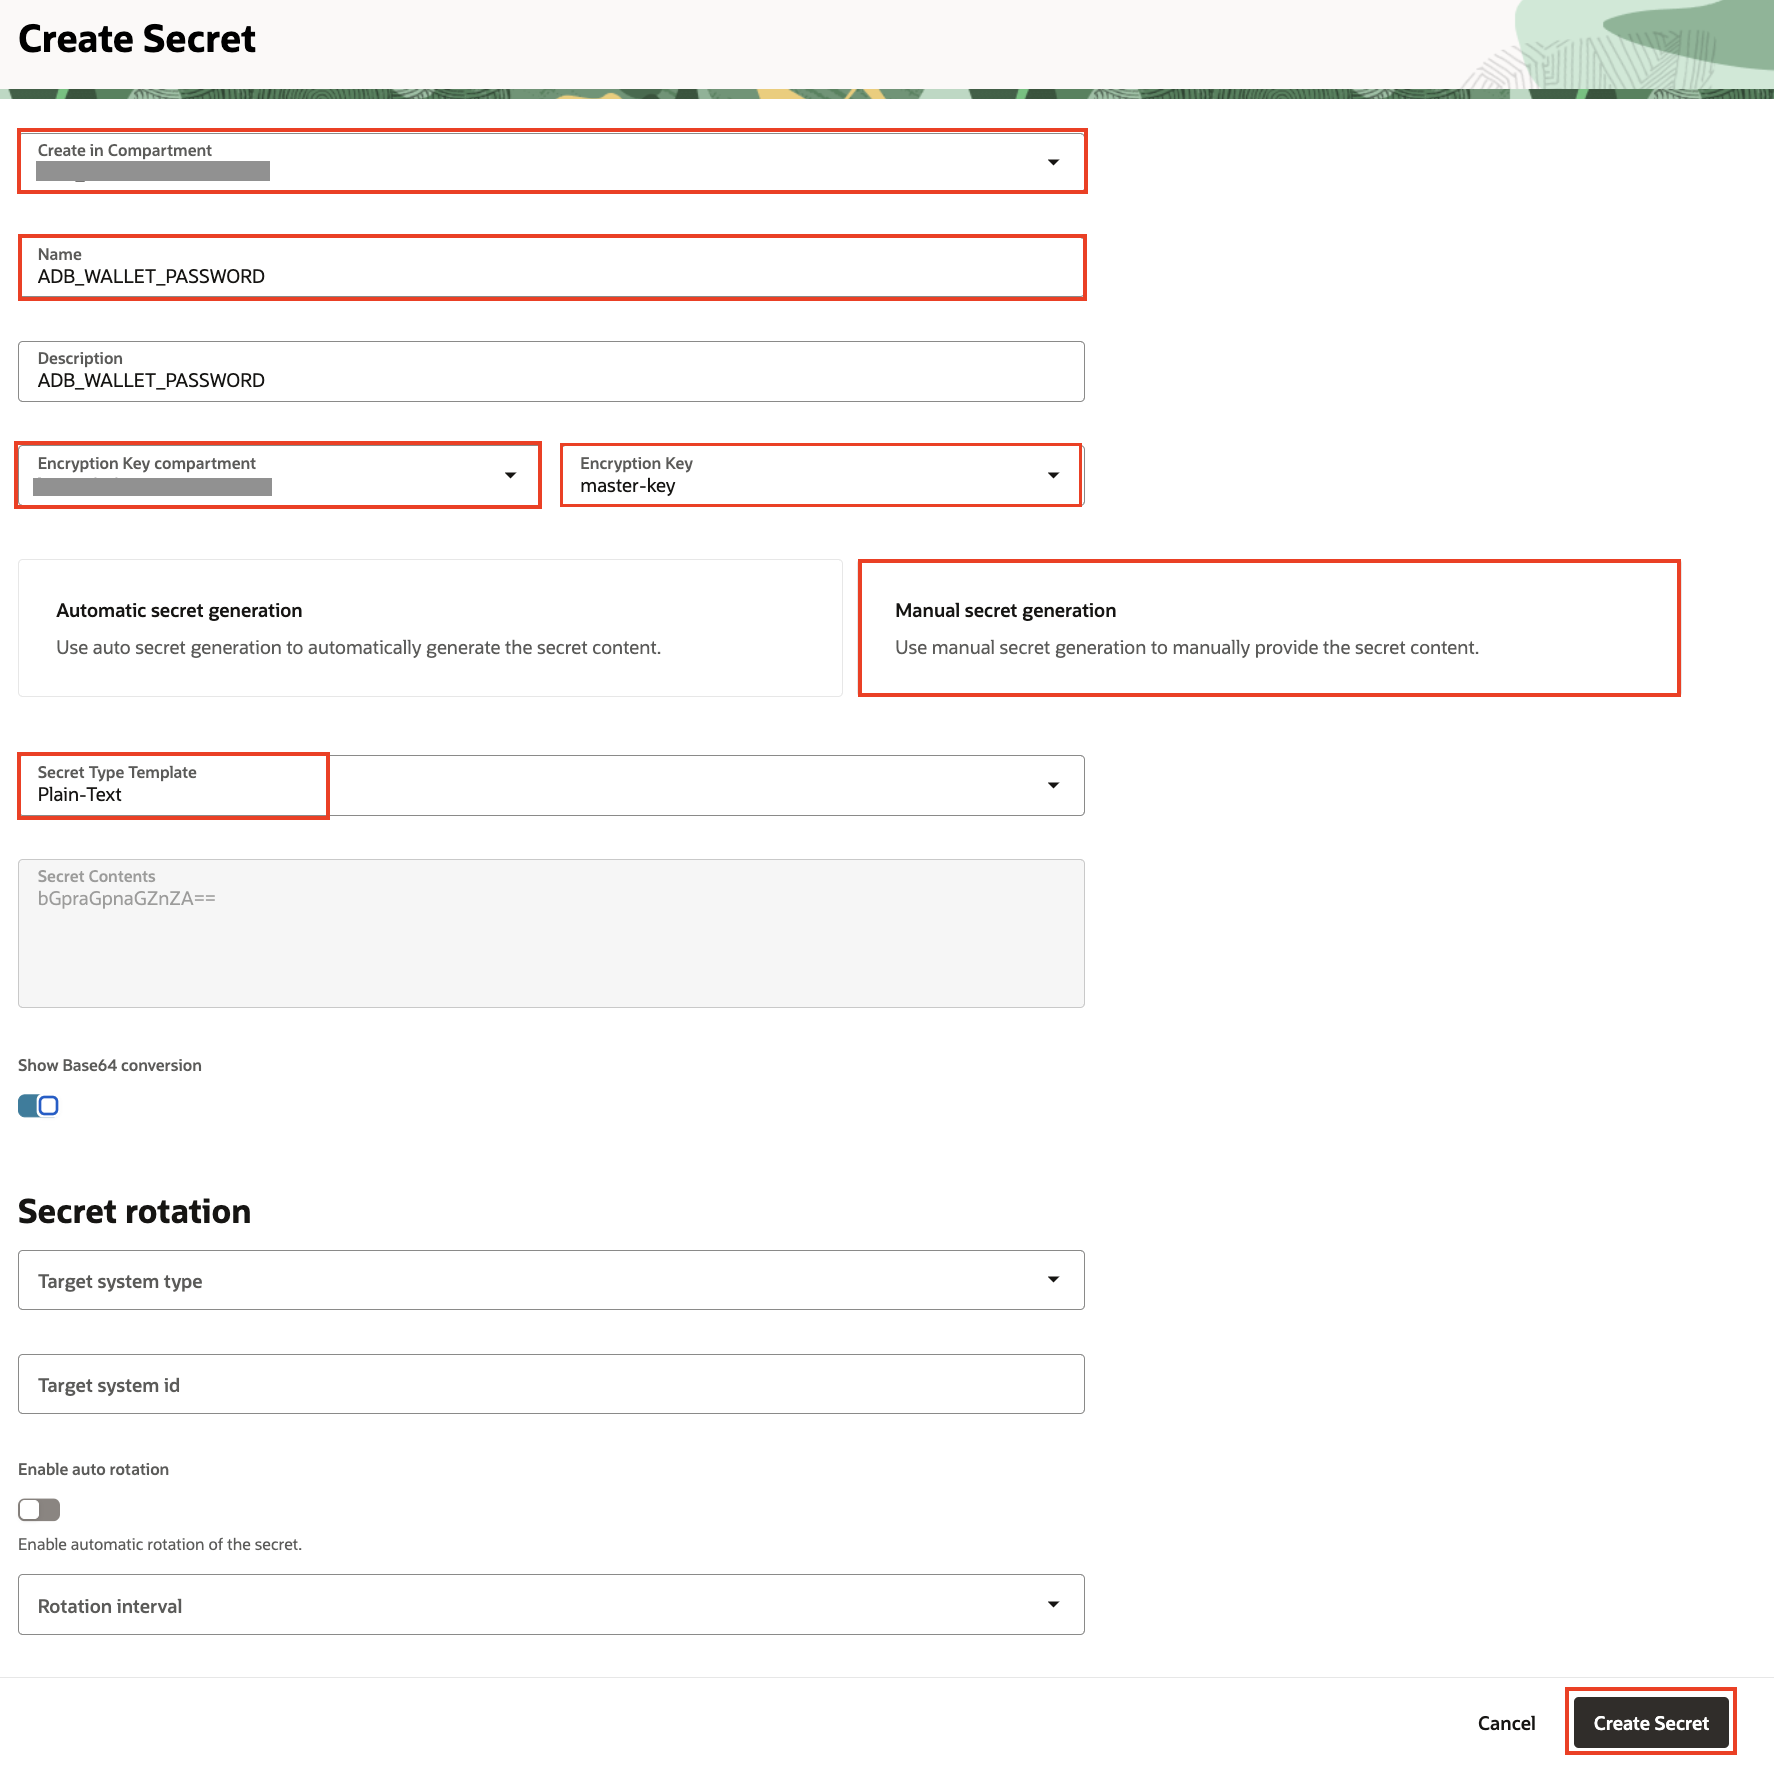 Create Secret
Create in Compartment
Name
ADB_WALLET_PASSWORD
Description
ADB_WALLET_PASSWORD
Encryption Key compartment
Encryption Key
master-key
Automatic secret generation
Use auto secret generation to automatically generate the secret content.
Manual secret generation
Use manual secret generation to manually provide the secret content.
Secret Type Template
Plain-Text
Secret Contents
bGpraGpnaGZnZA==
Show Base64 conversion
Secret rotation
Target system type
Target system id
Enable auto rotation
Enable automatic rotation of the secret.
Rotation interval
Cancel
Create Secret